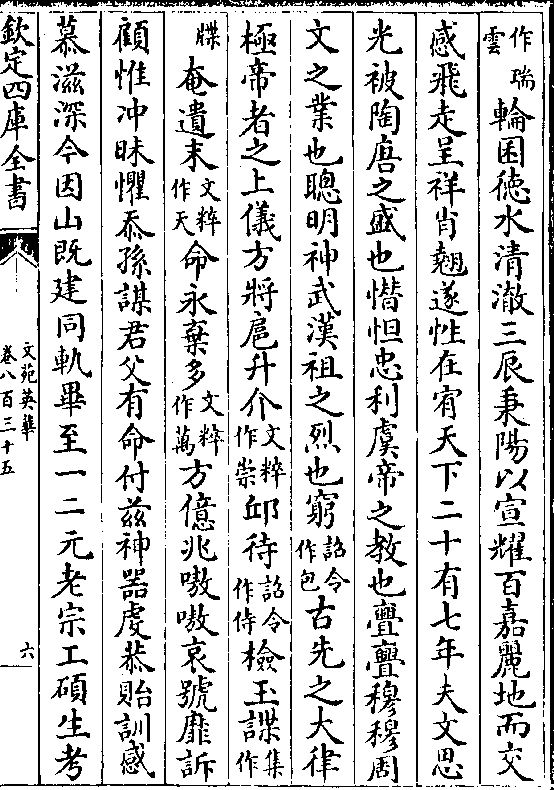 作瑞雲輪囷徳水清澈三辰秉陽以宣耀百嘉麗地而交
感飛走呈祥肖翹遂性在宥天下二十有七年夫文思
光被陶唐之盛也憯怛忠利虞帝之教也亹亹穆穆周
文之業也聰明神武漢祖之烈也窮詔令作包古先之大律
極帝者之上儀方將扈升介文粹作崇邱待詔令作侍檢玉諜集作
牒奄遺末文粹作天命永棄多文粹作萬方億兆嗷嗷哀號靡訴
顧惟冲昧懼忝孫謀君父有命付兹神器䖍恭貽訓感
慕滋深今因山既建同軌畢至一二元老宗工碩生考
欽定四庫全書
文苑英華
卷八百三十五
六